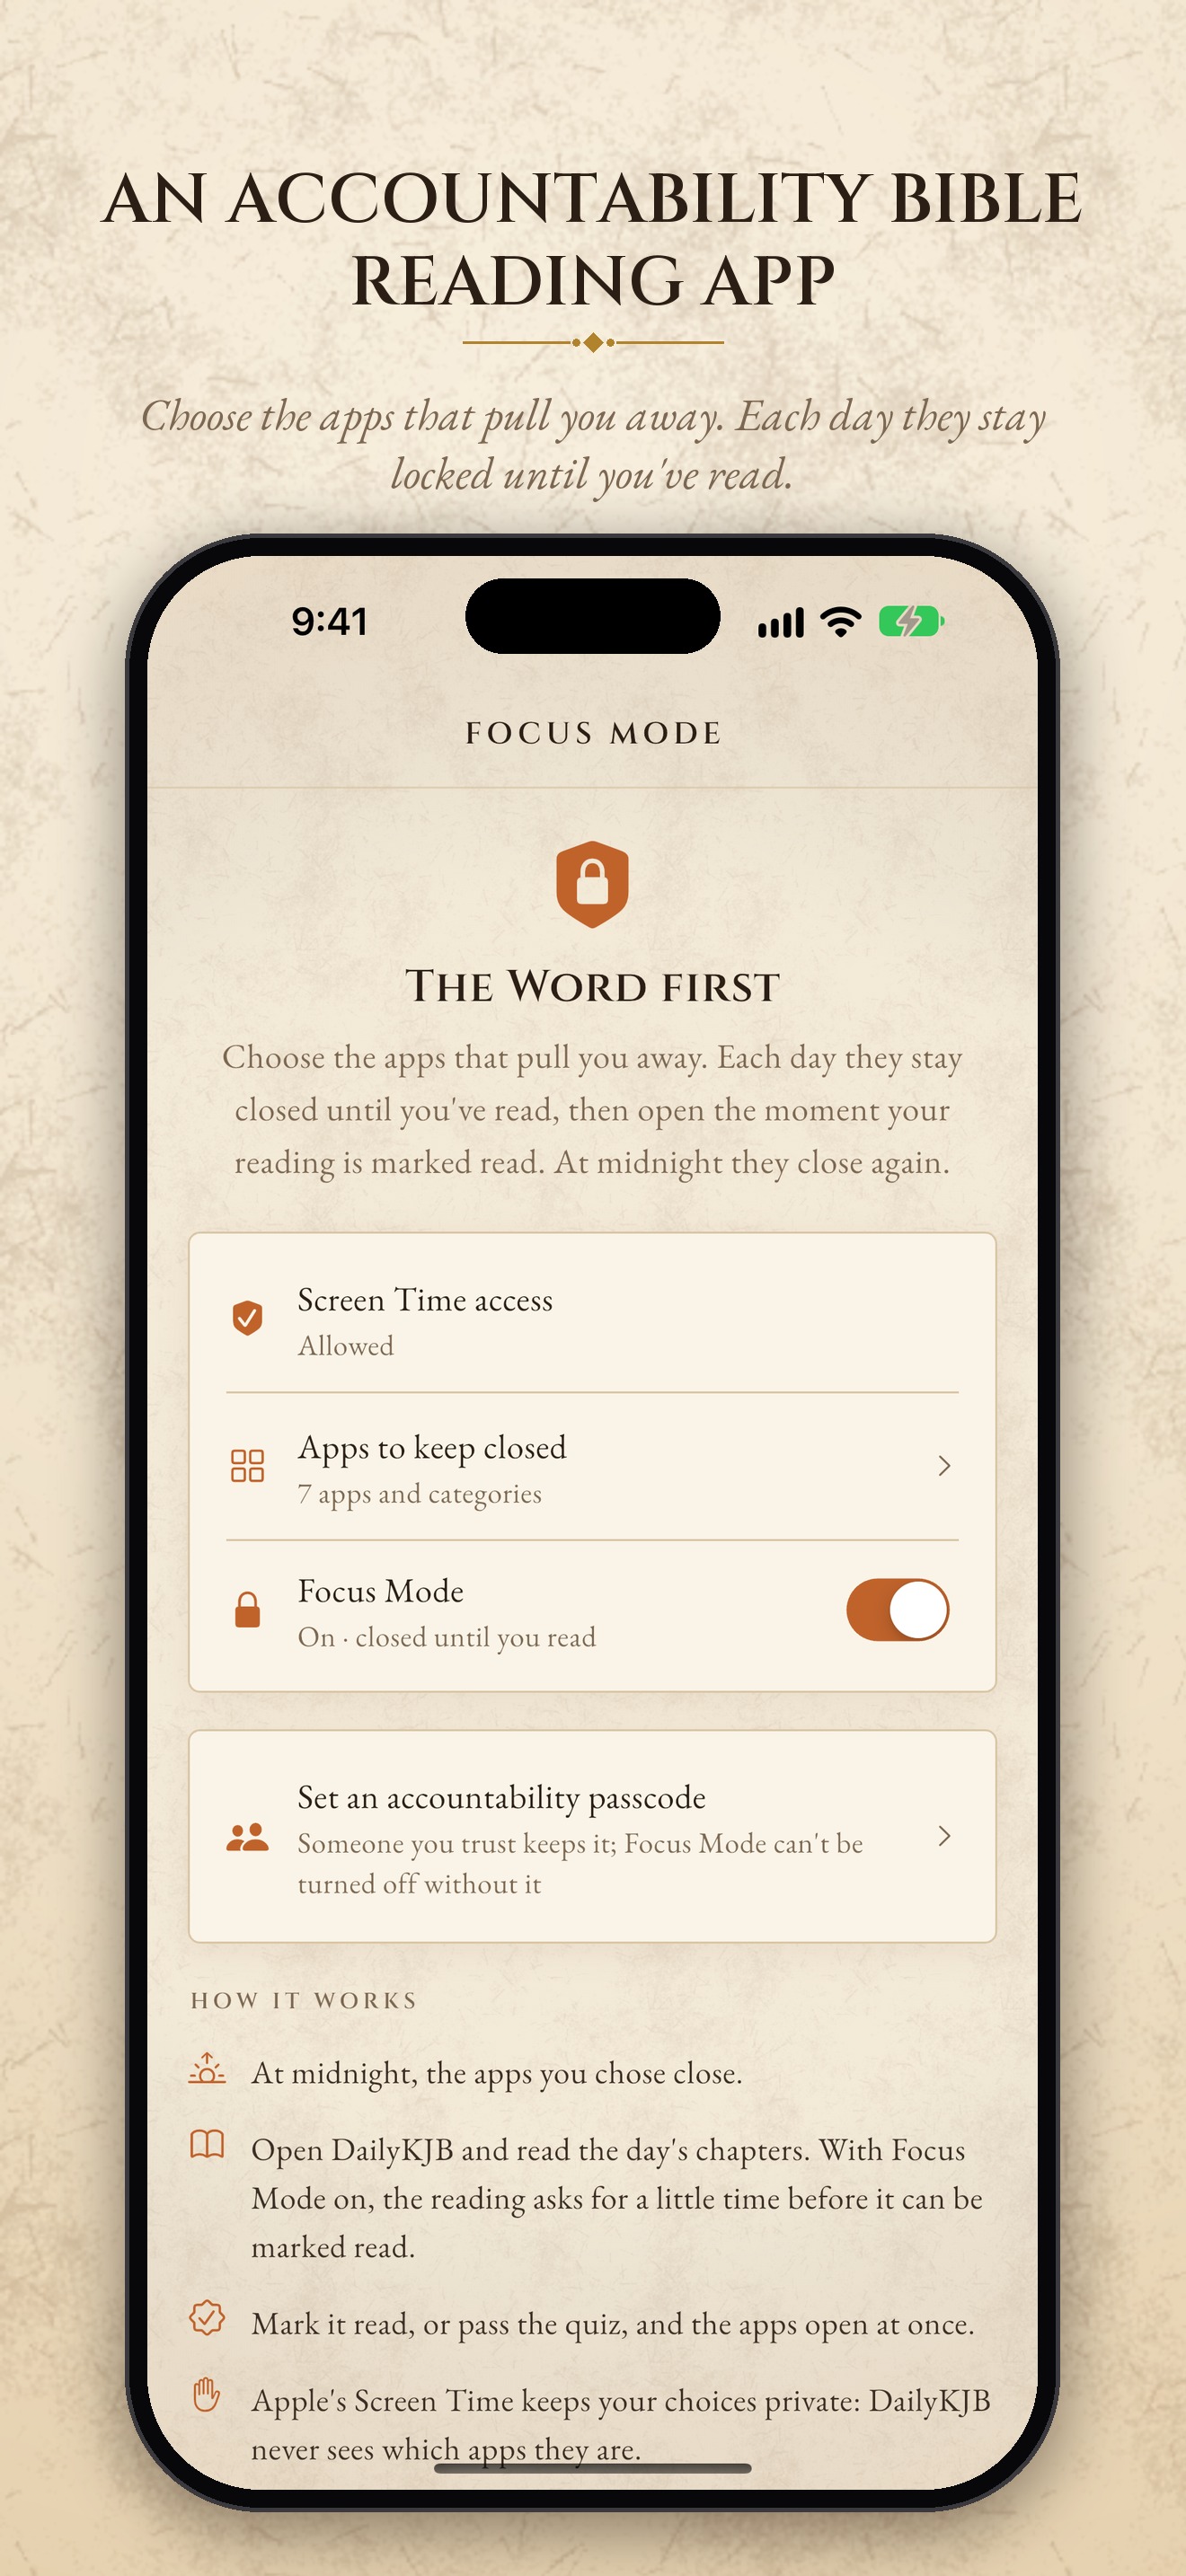 AN ACCOUNTABILITY BIBLE
READING APP
Choose the apps that pull you away. Each day they stay
locked until you've read.
9:41
FOCUS MODE
THE WORD FIRST
Choose the apps that pull you away. Each day they stay
closed until you've read, then open the moment your
reading is marked read. At midnight they close again.
Screen Time access
Allowed
Apps to keep closed
7 apps and categories
Focus Mode
On · closed until you read
Set an accountability passcode
Someone you trust keeps it; Focus Mode can't be
turned off without it
HOW IT WORKS
At midnight, the apps you chose close.
Open DailyKJB and read the day's chapters. With Focus
Mode on, the reading asks for a little time before it can be
marked read.
Mark it read, or pass the quiz, and the apps open at once.
Apple's Screen Time keeps your choices private: DailyKJB
never sees which apps they are.